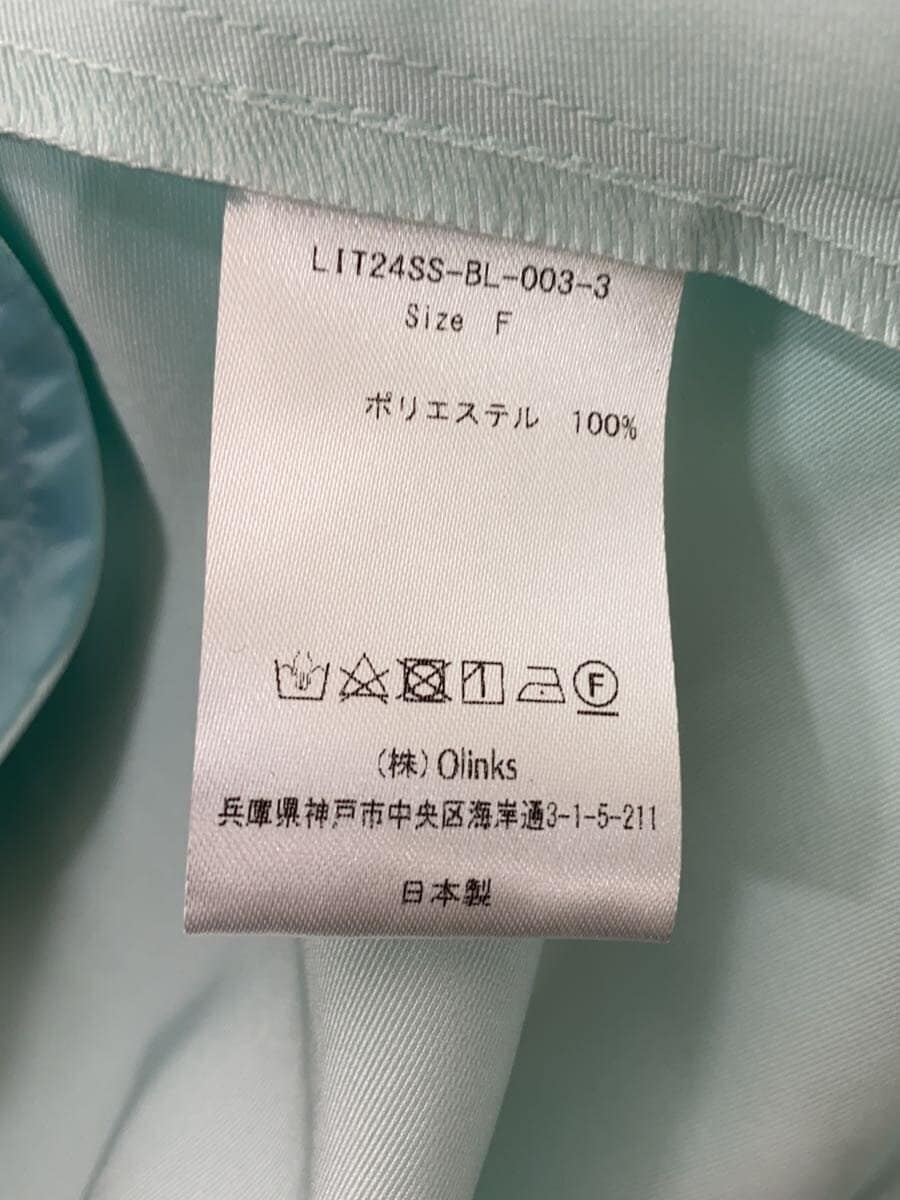 LIT24SS-BL-003-3
Size F
ポリエステル 100%
F
(株)Olinks
兵庫県神戸市中央区海岸通3-1-5-211
日本製